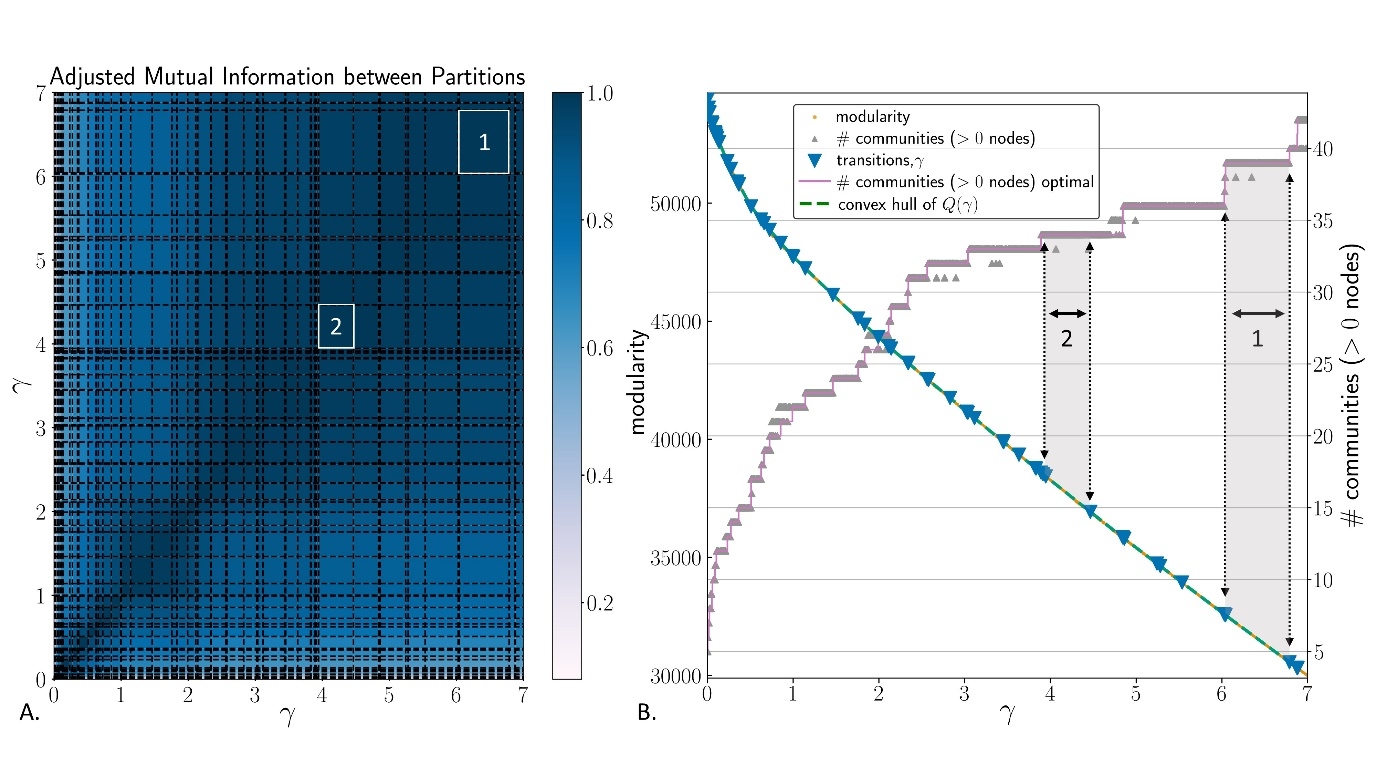 Adjusted Mutual Information between Partitions
7
6
5
4
3
2
1
0
γ
1
2
0 1 2 3 4 5 6 7
γ
A.
1.0
0.8
0.6
0.4
0.2
modularity
50000
45000
40000
35000
30000
modularity
# communities (> 0 nodes)
transitions,γ
# communities (> 0 nodes) optimal
convex hull of Q(γ)
2
1
40
35
30
25
20
15
10
5
# communities (> 0 nodes)
0 1 2 3 4 5 6 7
γ
B.